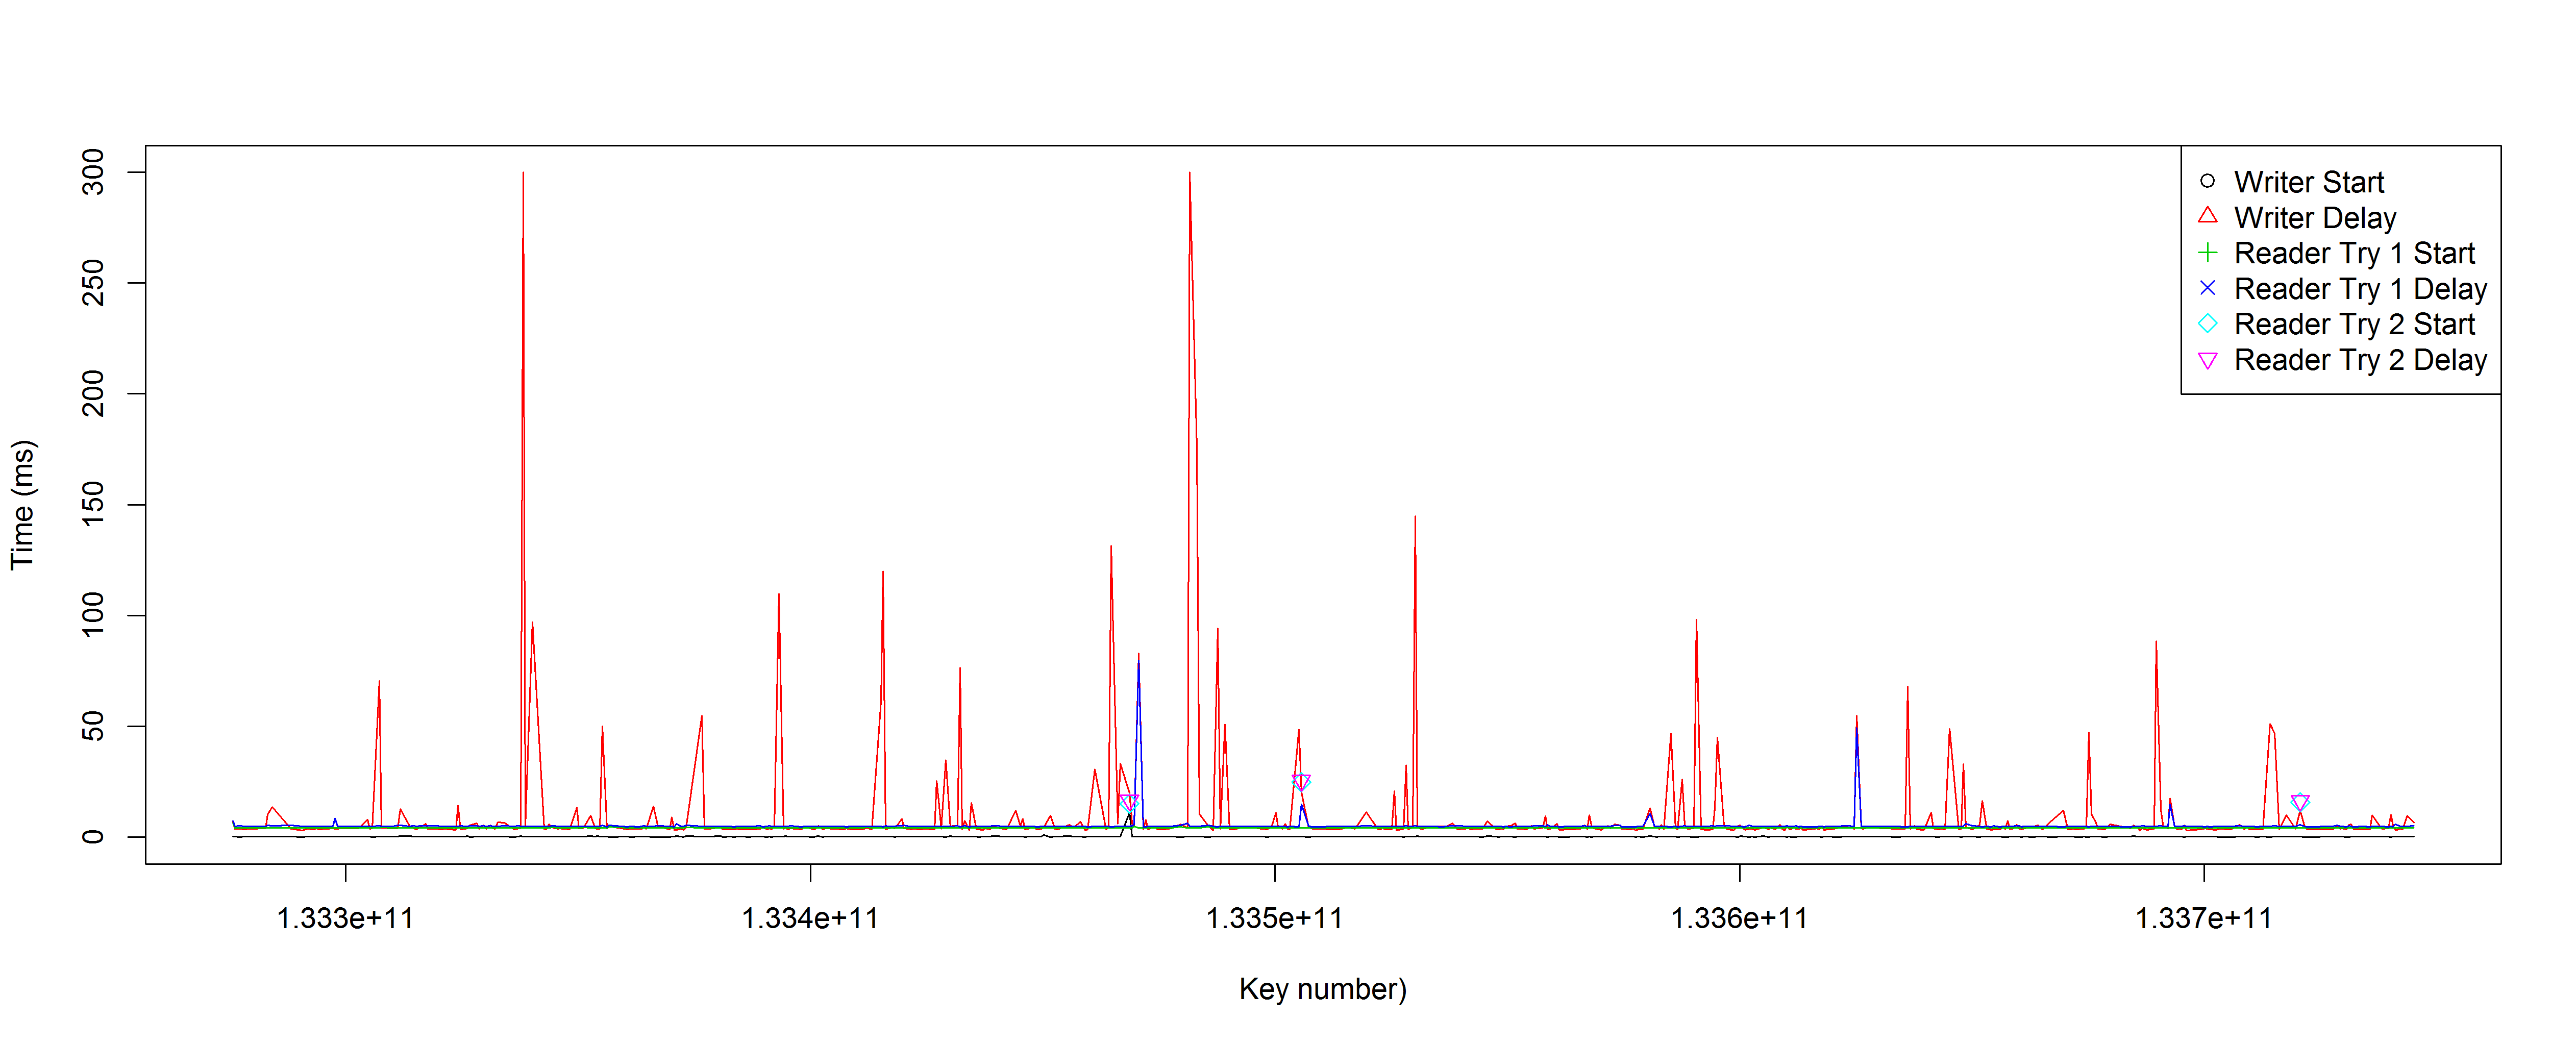 300
250
200
150
100
50
0
Time (ms)
Writer Start
Writer Delay
Reader Try 1 Start
Reader Try 1 Delay
Reader Try 2 Start
Reader Try 2 Delay
1.333e+11 1.334e+11 1.335e+11 1.336e+11 1.337e+11
Key number)